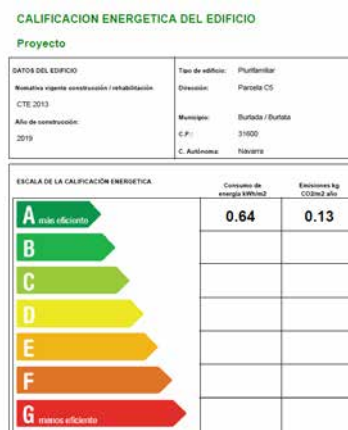 CALIFICACION ENERGETICA DEL EDIFICIO
Proyecto
DATOS DEL EDIFICIO
Normativa vigente construcción / rehabilitación
CTE 2013
Año de construcción:
2019
Tipo de edificio: Plurifamiliar
Dirección: Parcela C5
Municipio: Burlada / Burlata
C.P.: 31600
C. Autónoma: Navarra
ESCALA DE LA CALIFICACIÓN ENERGÉTICA
Consumo de energía kWh/m2
Emisiones kg CO2/m2 año
A más eficiente 0.64 0.13
B
C
D
E
F
G menos eficiente